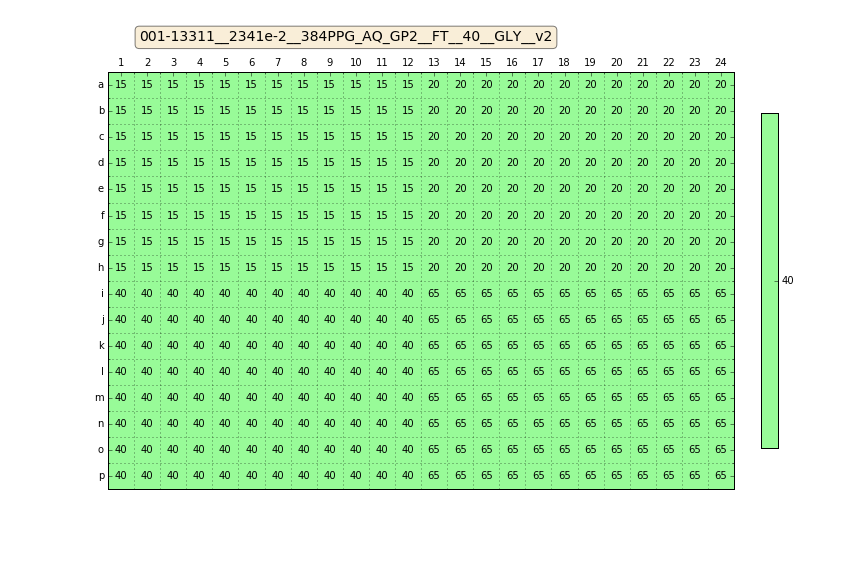 001-13311__2341e-2__384PPG_AQ_GP2__FT__40__GLY__v2
1 2 3 4 5 6 7 8 9 10 11 12 13 14 15 16 17 18 19 20 21 22 23 24
a 15 15 15 15 15 15 15 15 15 15 15 15 20 20 20 20 20 20 20 20 20 20 20 20
b 15 15 15 15 15 15 15 15 15 15 15 15 20 20 20 20 20 20 20 20 20 20 20 20
c 15 15 15 15 15 15 15 15 15 15 15 15 20 20 20 20 20 20 20 20 20 20 20 20
d 15 15 15 15 15 15 15 15 15 15 15 15 20 20 20 20 20 20 20 20 20 20 20 20
e 15 15 15 15 15 15 15 15 15 15 15 15 20 20 20 20 20 20 20 20 20 20 20 20
f 15 15 15 15 15 15 15 15 15 15 15 15 20 20 20 20 20 20 20 20 20 20 20 20
g 15 15 15 15 15 15 15 15 15 15 15 15 20 20 20 20 20 20 20 20 20 20 20 20
h 15 15 15 15 15 15 15 15 15 15 15 15 20 20 20 20 20 20 20 20 20 20 20 20
i 40 40 40 40 40 40 40 40 40 40 40 40 65 65 65 65 65 65 65 65 65 65 65 65
j 40 40 40 40 40 40 40 40 40 40 40 40 65 65 65 65 65 65 65 65 65 65 65 65
k 40 40 40 40 40 40 40 40 40 40 40 40 65 65 65 65 65 65 65 65 65 65 65 65
l 40 40 40 40 40 40 40 40 40 40 40 40 65 65 65 65 65 65 65 65 65 65 65 65
m 40 40 40 40 40 40 40 40 40 40 40 40 65 65 65 65 65 65 65 65 65 65 65 65
n 40 40 40 40 40 40 40 40 40 40 40 40 65 65 65 65 65 65 65 65 65 65 65 65
o 40 40 40 40 40 40 40 40 40 40 40 40 65 65 65 65 65 65 65 65 65 65 65 65
p 40 40 40 40 40 40 40 40 40 40 40 40 65 65 65 65 65 65 65 65 65 65 65 65
40